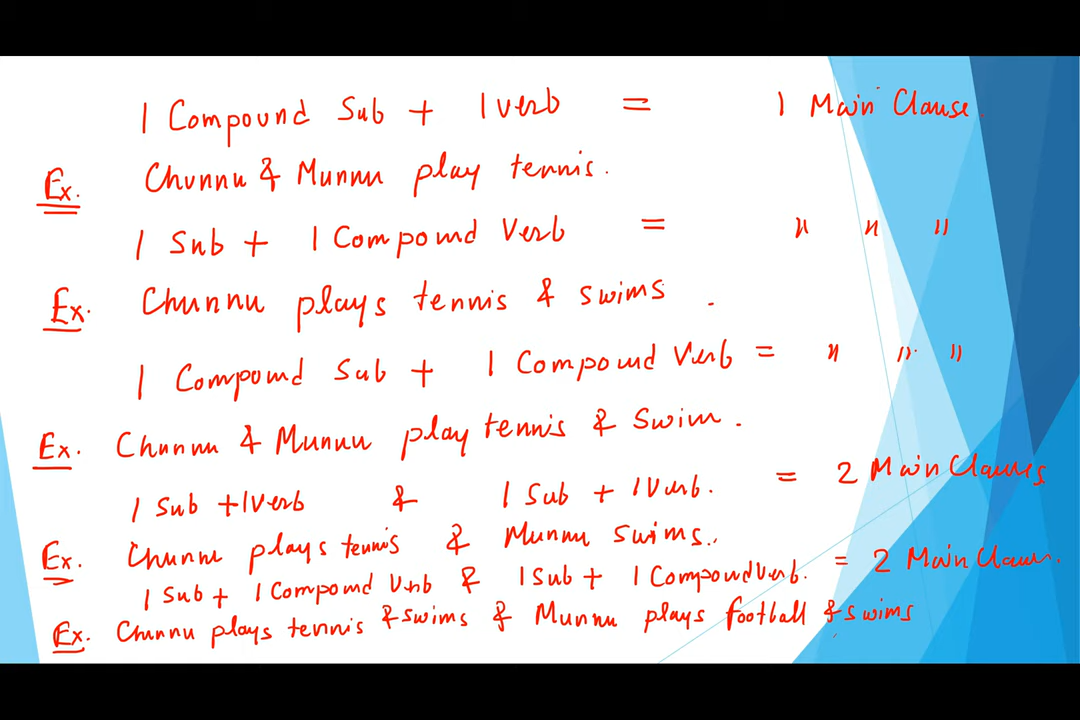 1 Compound Sub + 1 verb = 1 Main Clause.
Ex. Chunnu & Munnu play tennis.
1 Sub + 1 Compound Verb = " " "
Ex. Chunnu plays tennis & swims .
1 Compound Sub + 1 Compound Verb = " " "
Ex. Chunnu & Munnu play tennis & Swim .
1 Sub + 1 Verb & 1 Sub + 1 Verb. = 2 Main Clauses
Ex. Chunnu plays tennis & Munnu swims.
1 Sub + 1 Compound Verb & 1 Sub + 1 Compound Verb. = 2 Main Clauses.
Ex. Chunnu plays tennis & swims & Munnu plays football & swims